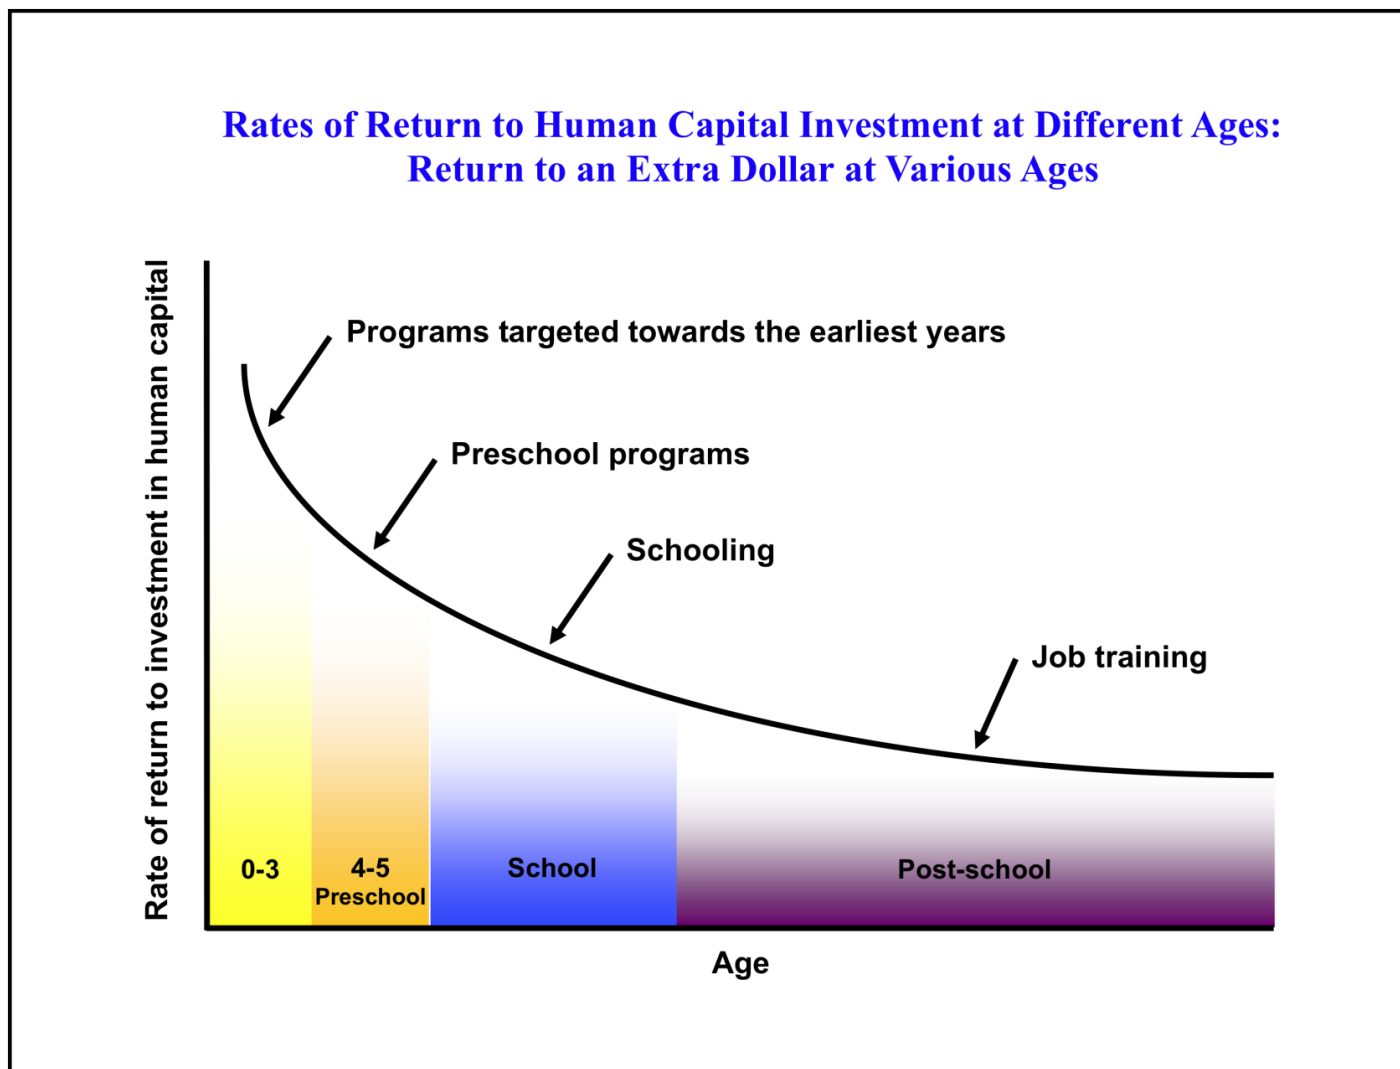 Rates of Return to Human Capital Investment at Different Ages:
Return to an Extra Dollar at Various Ages
Rate of return to investment in human capital
Programs targeted towards the earliest years
Preschool programs
Schooling
Job training
0-3
4-5
Preschool
School
Post-school
Age